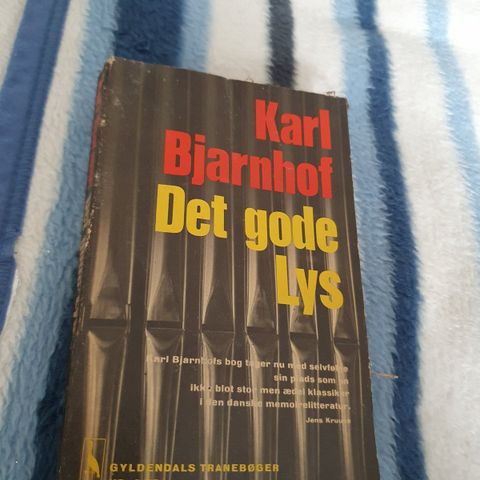 Karl
Bjarnhof
Det gode
Lys
Karl Bjarnhofs bog tager nu med selvfølge
sin plads som en
ikke blot stor men ædel klassiker
i den danske memoirelitteratur.
Jens Kruuse
GYLDENDALS TRANEBØGER